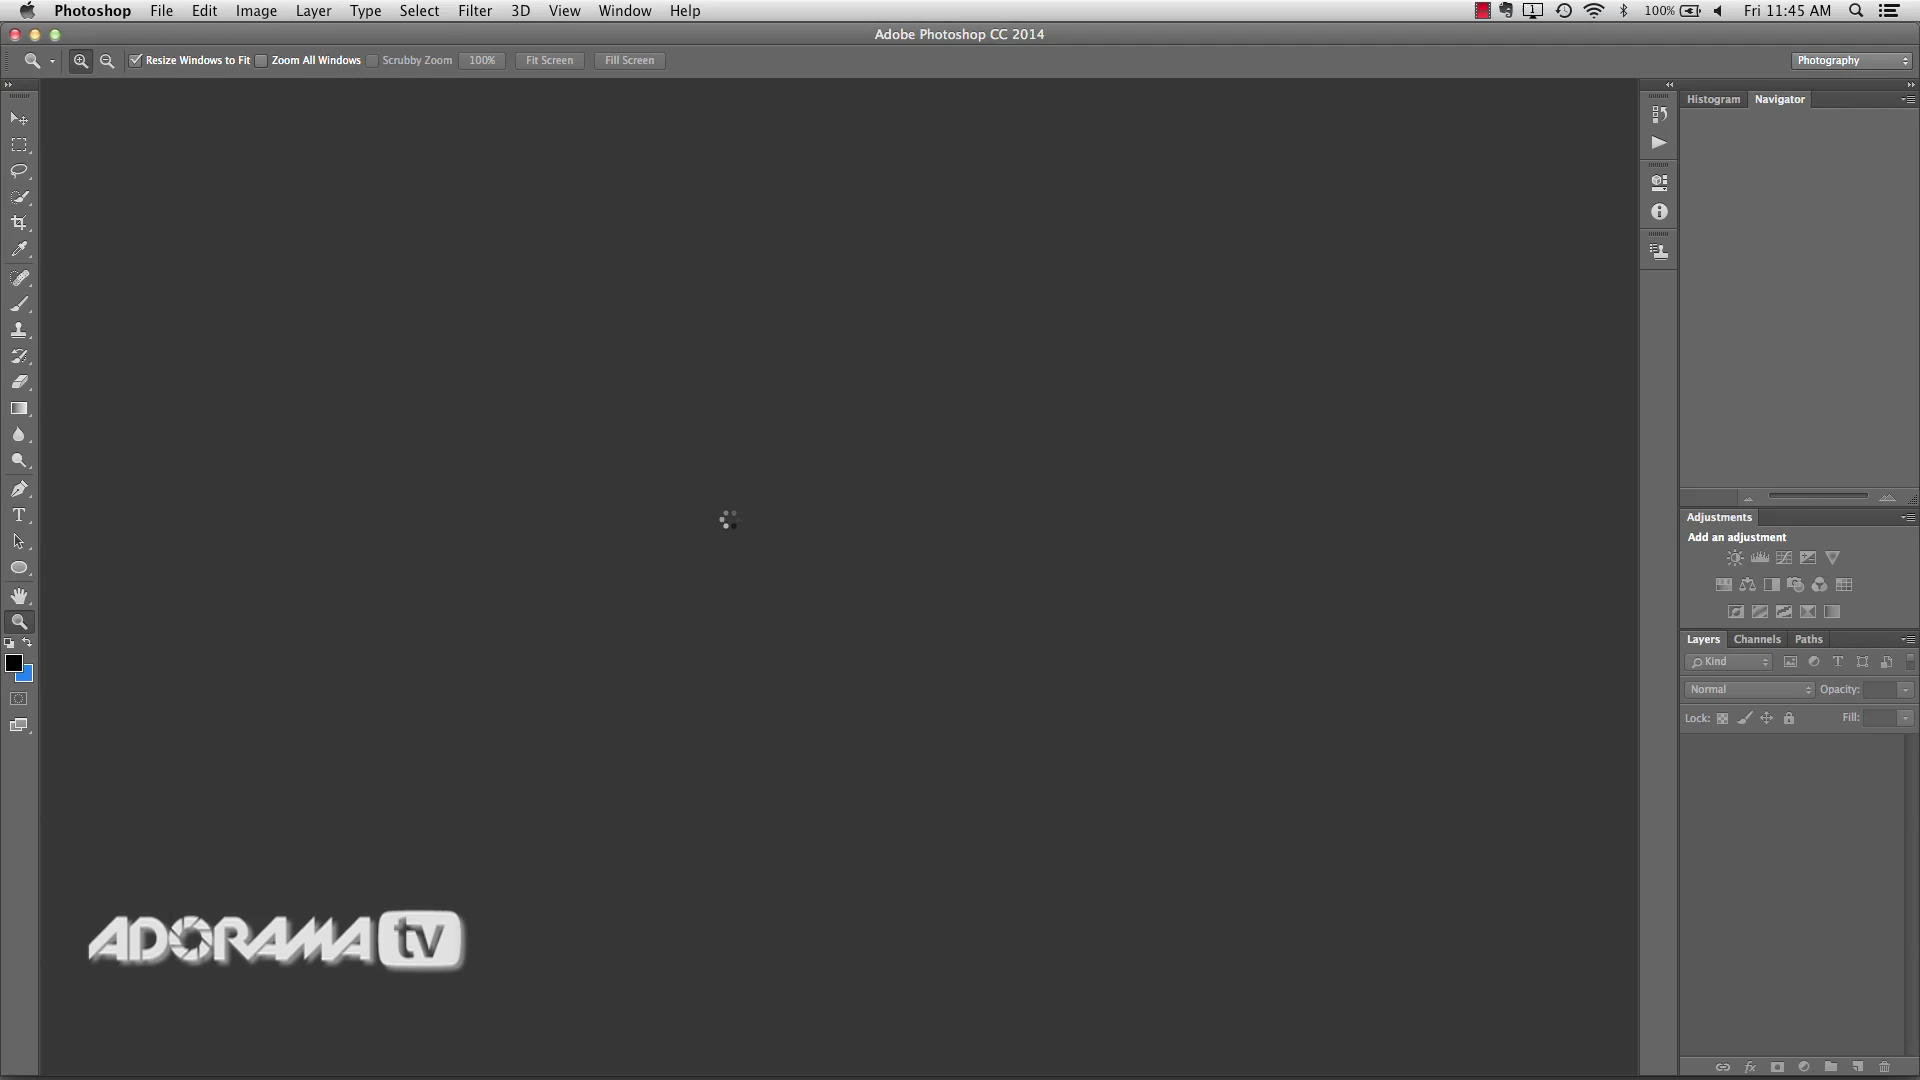 Photoshop File Edit Image Layer Type Select Filter 3D View Window Help 1 100% Fri 11:45 AM
Adobe Photoshop CC 2014
Resize Windows to Fit Zoom All Windows Scrubby Zoom 100% Fit Screen Fill Screen Photography
Histogram Navigator
T
Adjustments
Add an adjustment
Layers Channels Paths
Kind T
Normal Opacity:
Lock: Fill:
ADORAMA tv
fx